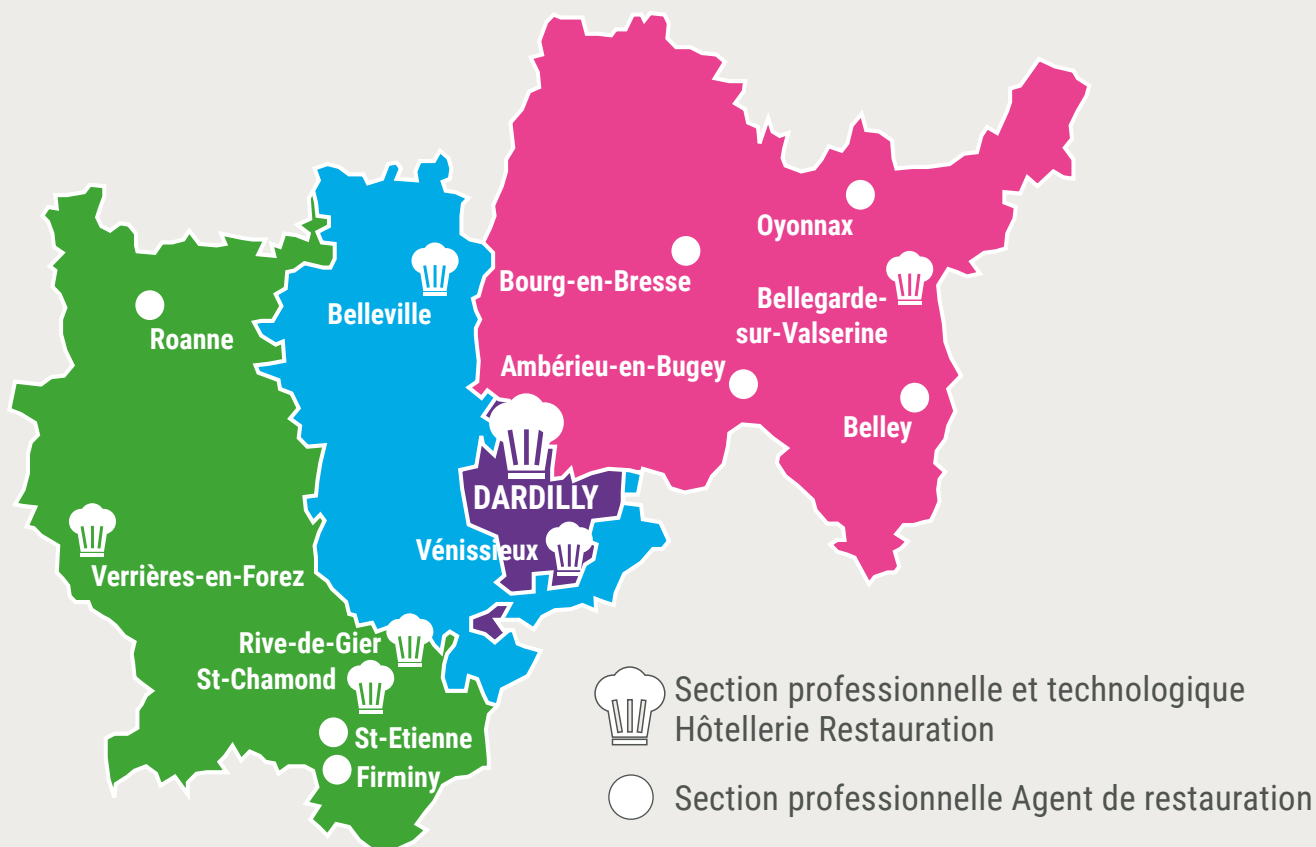 Oyonnax
Bourg-en-Bresse
Bellegarde-
sur-Valserine
Belleville
Roanne
Ambérieu-en-Bugey
Belley
DARDILLY
Vénissieux
Verrières-en-Forez
Rive-de-Gier
St-Chamond
St-Etienne
Firminy
Section professionnelle et technologique
Hôtellerie Restauration
Section professionnelle Agent de restauration